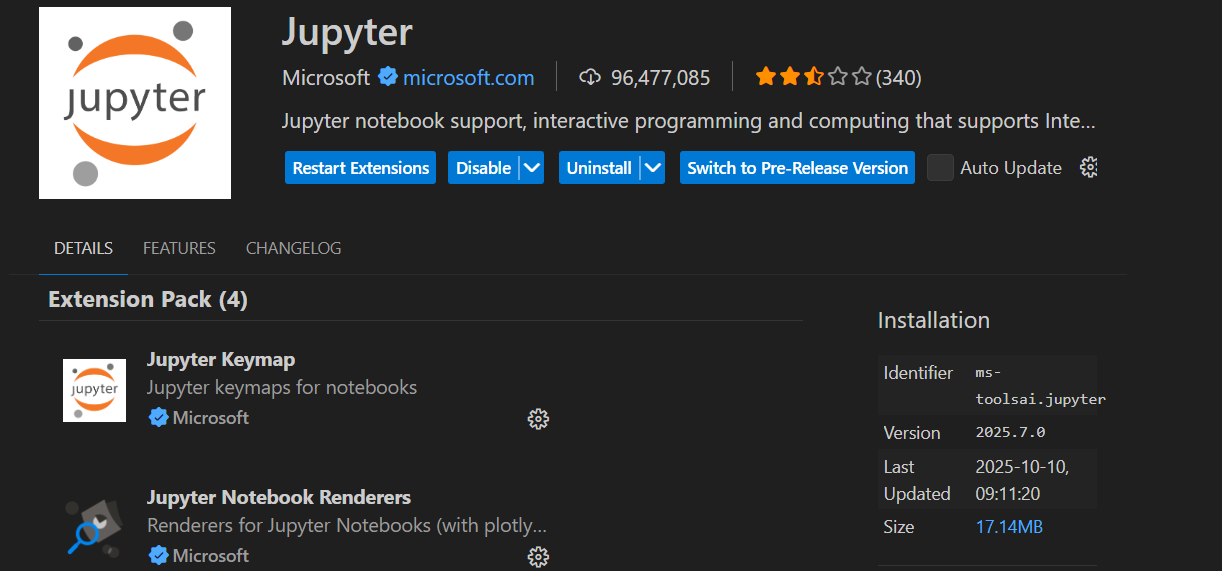 jupyter
Jupyter
Microsoft microsoft.com 96,477,085 (340)
Jupyter notebook support, interactive programming and computing that supports Inte...
Restart Extensions Disable Uninstall Switch to Pre-Release Version Auto Update
DETAILS FEATURES CHANGELOG
Extension Pack (4)
Jupyter Keymap
jupyter
Jupyter keymaps for notebooks
Microsoft
Jupyter Notebook Renderers
Renderers for Jupyter Notebooks (with plotly...
Microsoft
Installation
Identifier ms-
toolsai.jupyter
Version 2025.7.0
Last 2025-10-10,
Updated 09:11:20
Size 17.14MB